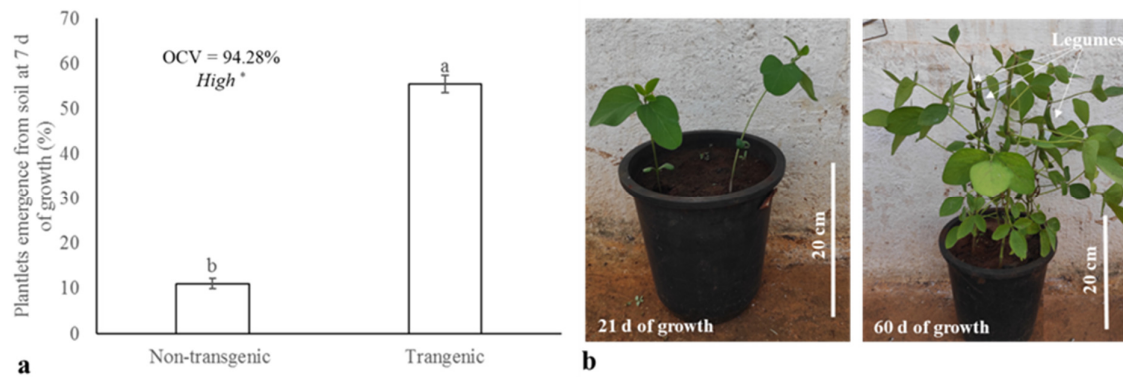 Plantlets emergence from soil at 7 d
of growth (%)
70
60
50
40
30
20
10
0
OCV = 94.28%
High *
b
a
Non-transgenic
Trangenic
a
20 cm
21 d of growth
Legumes
20 cm
60 d of growth
b